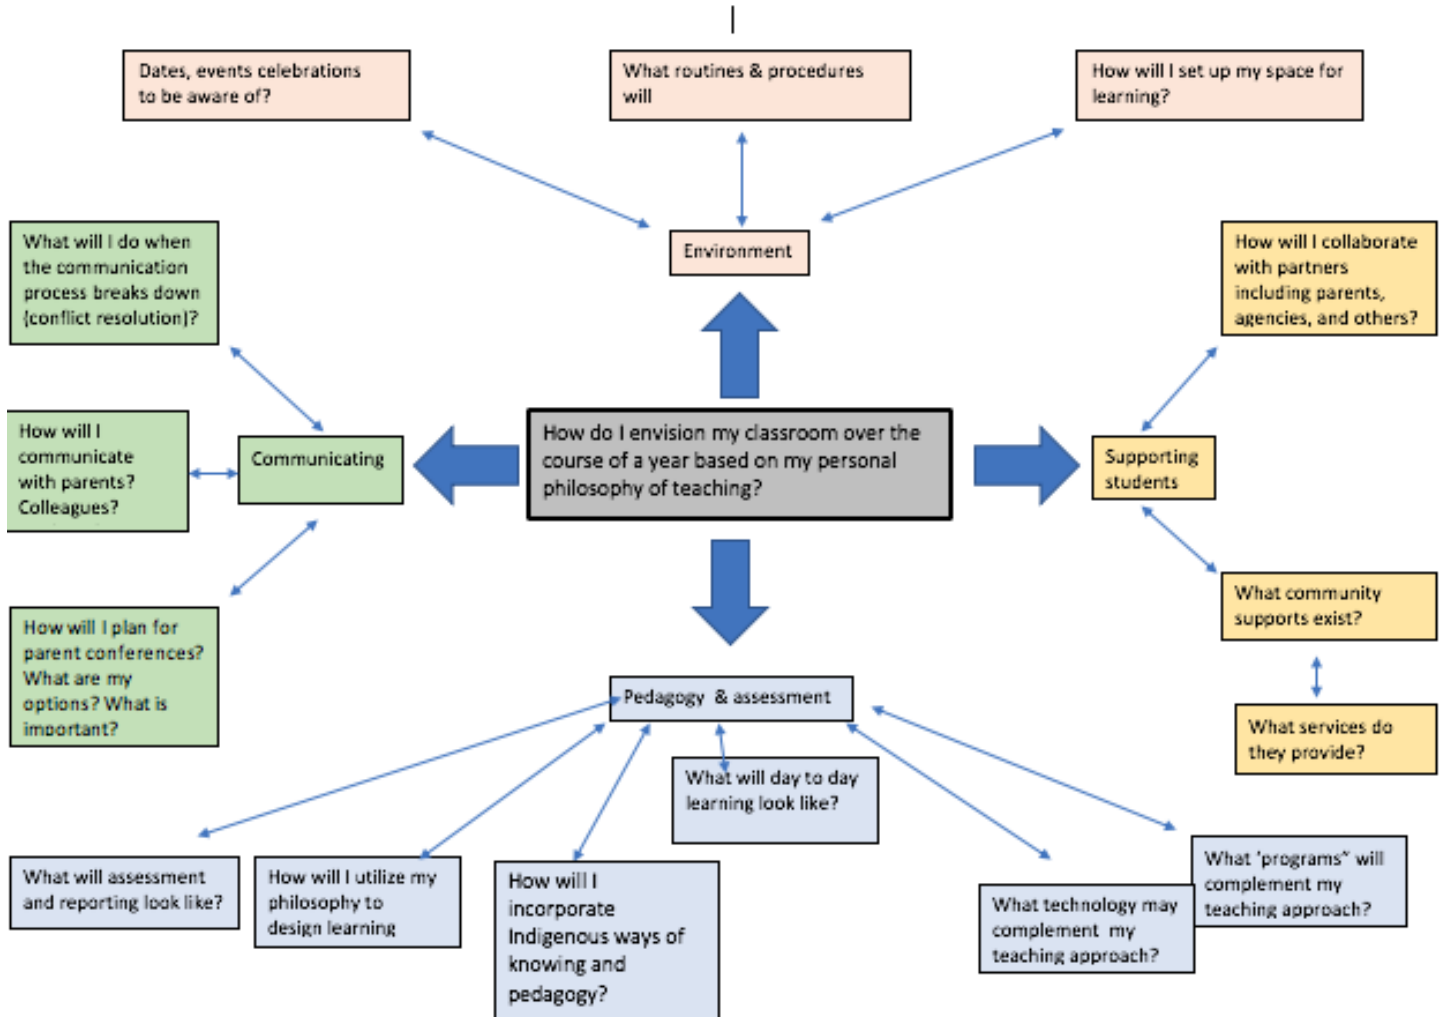 Dates, events celebrations
to be aware of?
What routines & procedures
will
How will I set up my space for
learning?
What will I do when
the communication
process breaks down
(conflict resolution)?
Environment
How will I collaborate
with partners
including parents,
agencies, and others?
How will I
communicate
with parents?
Colleagues?
Communicating
How do I envision my classroom over the
course of a year based on my personal
philosophy of teaching?
Supporting
students
How will I plan for
parent conferences?
What are my
options? What is
important?
What community
supports exist?
What services do
they provide?
Pedagogy & assessment
What will day to day
learning look like?
What will assessment
and reporting look like?
How will I utilize my
philosophy to
design learning
How will I
incorporate
Indigenous ways of
knowing and
pedagogy?
What technology may
complement my
teaching approach?
What 'programs" will
complement my
teaching approach?